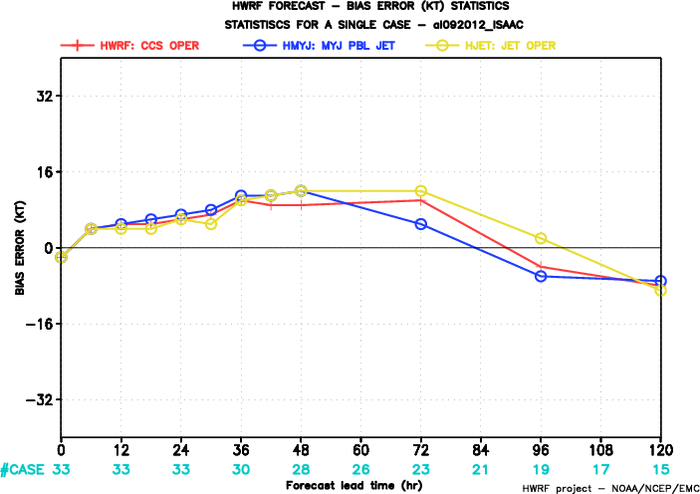 HWRF FORECAST – BIAS ERROR (KT) STATISTICS
STATISTISCS FOR A SINGLE CASE – al092012_ISAAC
HWRF: CCS OPER HMYJ: MYJ PBL JET HJET: JET OPER
32
16
0
−16
−32
BIAS ERROR (KT)
0 12 24 36 48 60 72 84 96 108 120
#CASE 33 33 33 30 28 26 23 21 19 17 15
Forecast lead time (hr)
HWRF project – NOAA/NCEP/EMC